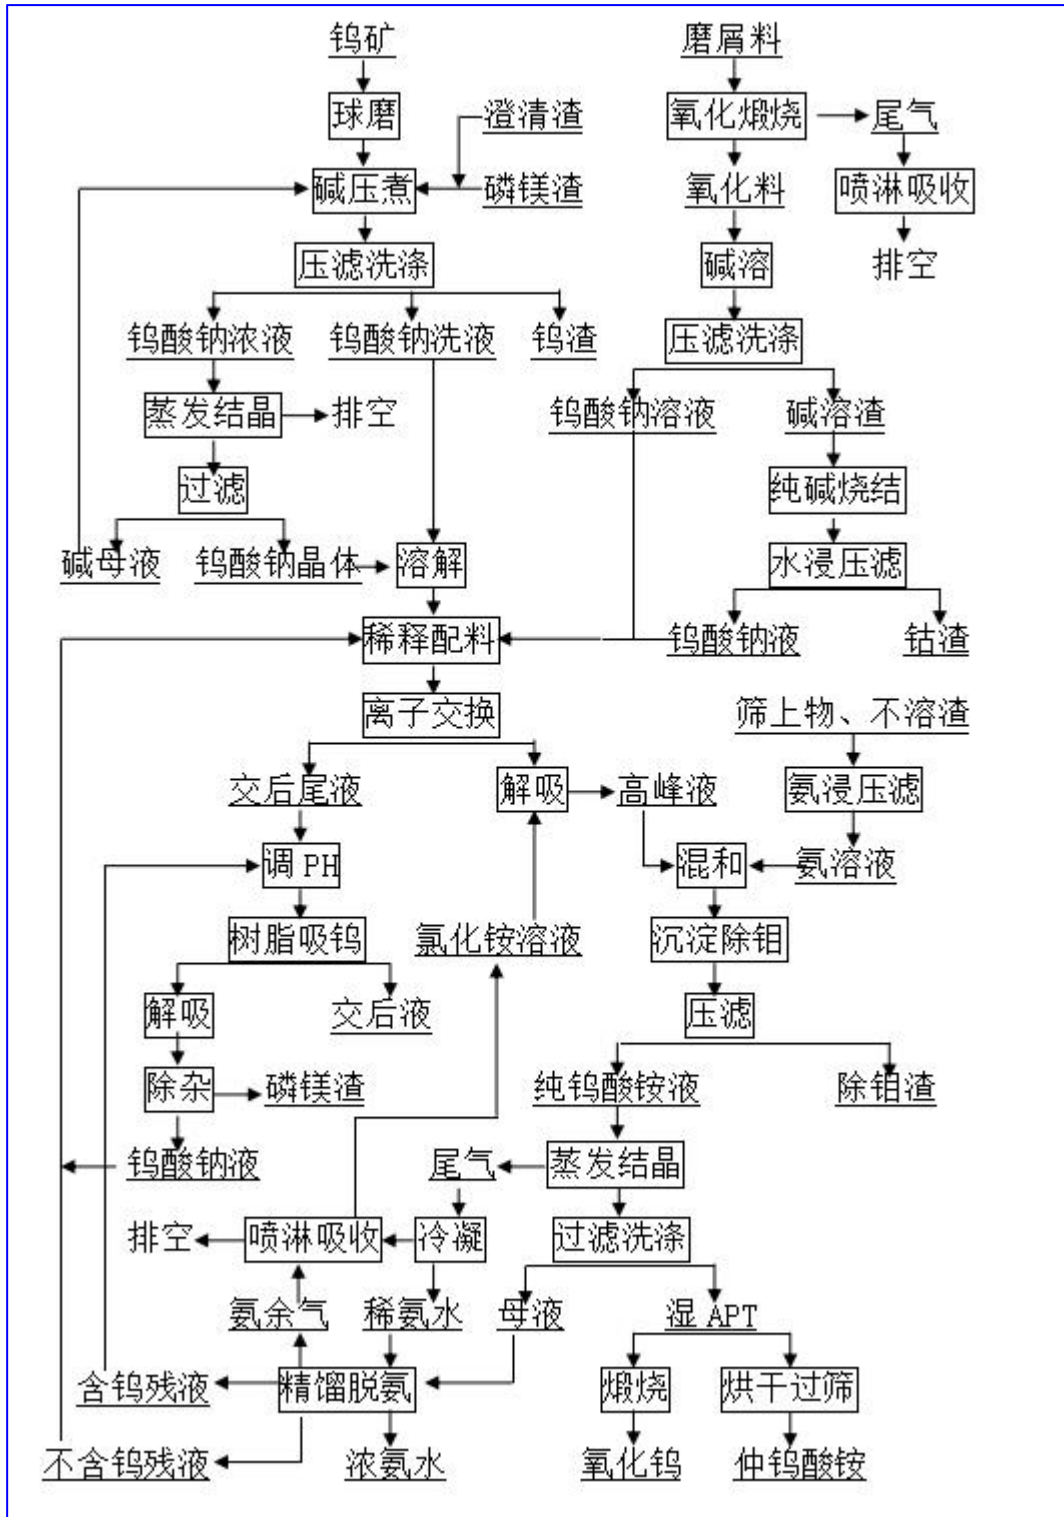 钨矿
磨屑料
球磨
澄清渣
氧化煅烧
尾气
碱压煮
磷镁渣
氧化料
喷淋吸收
压滤洗涤
碱溶
排空
钨酸钠浓液
钨酸钠洗液
钨渣
压滤洗涤
蒸发结晶
排空
钨酸钠溶液
碱溶渣
过滤
纯碱烧结
碱母液
钨酸钠晶体
溶解
水浸压滤
稀释配料
钨酸钠液
钴渣
离子交换
筛上物、不溶渣
交后尾液
解吸
高峰液
氨浸压滤
调PH
混和
氨溶液
树脂吸钨
氯化铵溶液
沉淀除钼
解吸
交后液
压滤
除杂
磷镁渣
纯钨酸铵液
除钼渣
钨酸钠液
尾气
蒸发结晶
排空
喷淋吸收
冷凝
过滤洗涤
氨余气
稀氨水
母液
湿APT
含钨残液
精馏脱氨
煅烧
烘干过筛
不含钨残液
浓氨水
氧化钨
仲钨酸铵